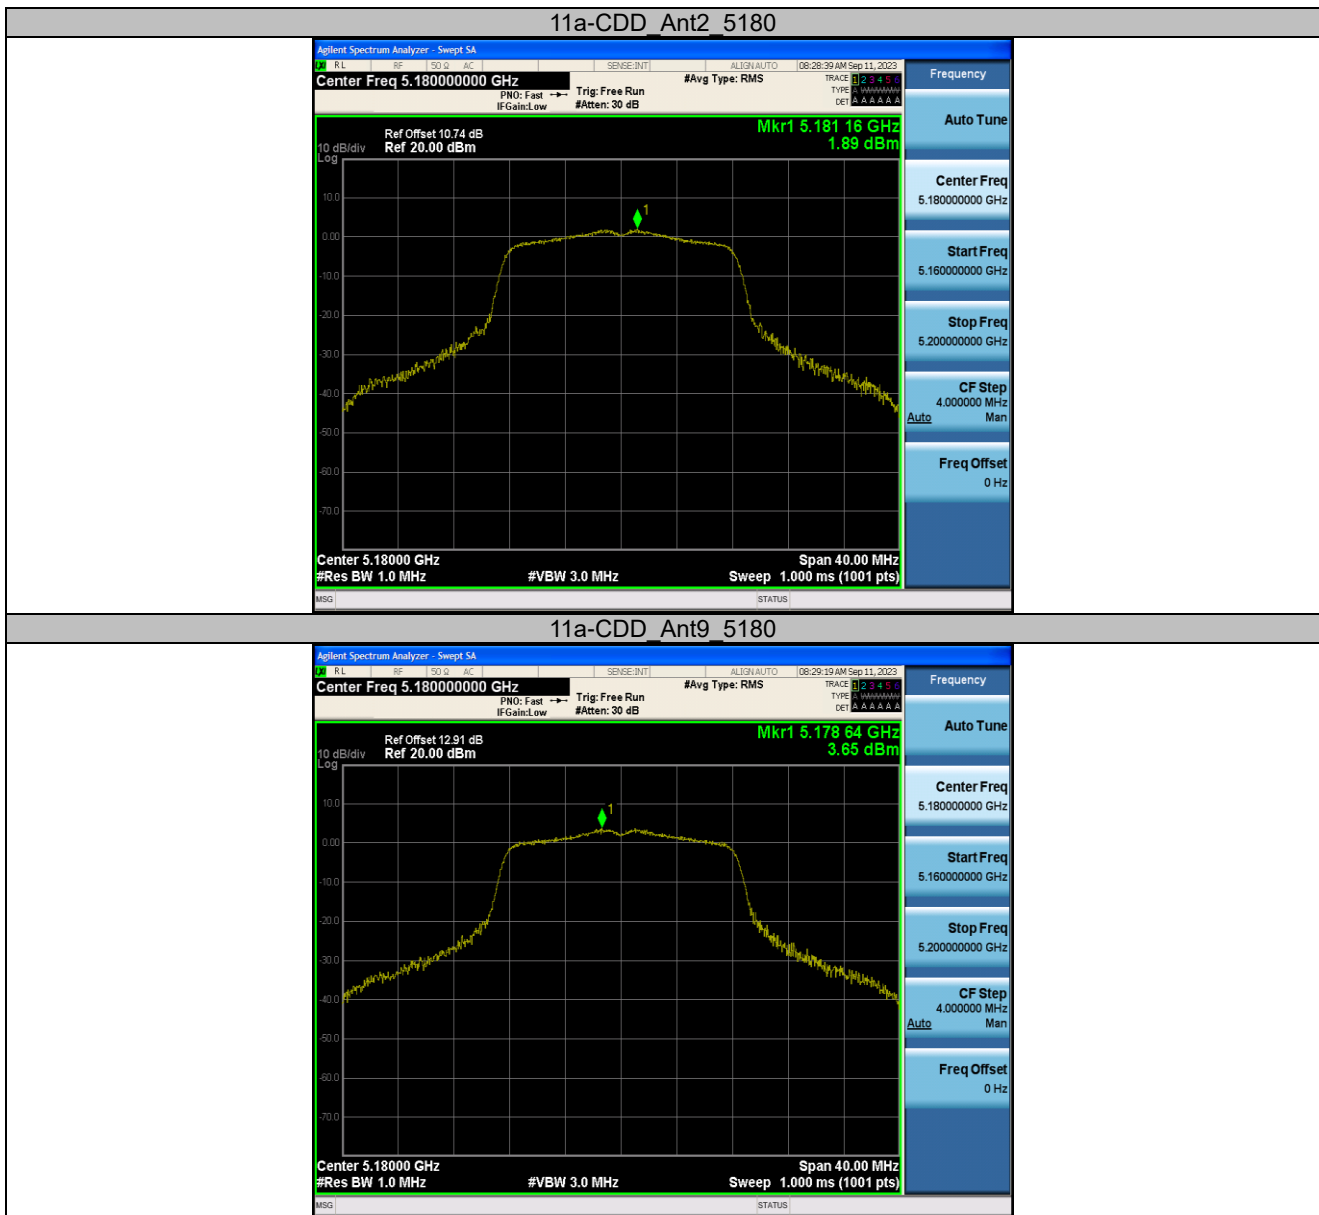 11a-CDD_Ant2_5180
Agilent Spectrum Analyzer - Swept SA
RL RF 50 Ω AC SENSE:INT ALIGN AUTO 08:28:39 AM Sep 11, 2023
Center Freq 5.180000000 GHz #Avg Type: RMS TRACE 1 2 3 4 5 6
PNO: Fast Trig: Free Run TYPE A
IFGain:Low #Atten: 30 dB DET A A A A A A
Frequency
Mkr1 5.181 16 GHz
1.89 dBm
Ref Offset 10.74 dB
10 dB/div Ref 20.00 dBm
Log
10.0
0.00
-10.0
-20.0
-30.0
-40.0
-50.0
-60.0
-70.0
1
Center 5.18000 GHz Span 40.00 MHz
#Res BW 1.0 MHz #VBW 3.0 MHz Sweep 1.000 ms (1001 pts)
MSG STATUS
Auto Tune
Center Freq
5.180000000 GHz
Start Freq
5.160000000 GHz
Stop Freq
5.200000000 GHz
CF Step
4.000000 MHz
Auto Man
Freq Offset
0 Hz
11a-CDD_Ant9_5180
Agilent Spectrum Analyzer - Swept SA
RL RF 50 Ω AC SENSE:INT ALIGN AUTO 08:29:19 AM Sep 11, 2023
Center Freq 5.180000000 GHz #Avg Type: RMS TRACE 1 2 3 4 5 6
PNO: Fast Trig: Free Run TYPE A
IFGain:Low #Atten: 30 dB DET A A A A A A
Frequency
Mkr1 5.178 64 GHz
3.65 dBm
Ref Offset 12.91 dB
10 dB/div Ref 20.00 dBm
Log
10.0
0.00
-10.0
-20.0
-30.0
-40.0
-50.0
-60.0
-70.0
1
Center 5.18000 GHz Span 40.00 MHz
#Res BW 1.0 MHz #VBW 3.0 MHz Sweep 1.000 ms (1001 pts)
MSG STATUS
Auto Tune
Center Freq
5.180000000 GHz
Start Freq
5.160000000 GHz
Stop Freq
5.200000000 GHz
CF Step
4.000000 MHz
Auto Man
Freq Offset
0 Hz